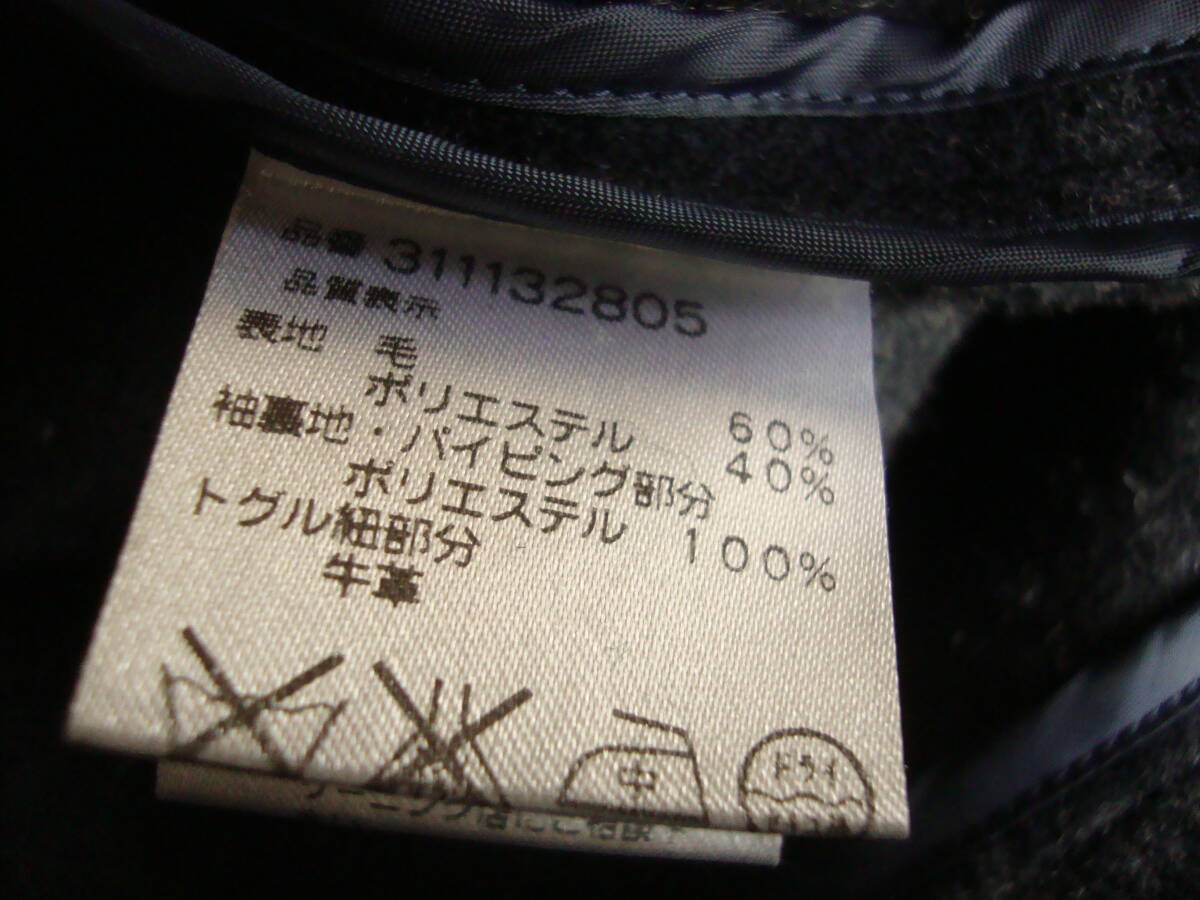 品番 311132805
品質表示
表地 毛 60%
ポリエステル 40%
袖裏地・パイピング部分
ポリエステル 100%
トグル紐部分
牛革
中
ドライ